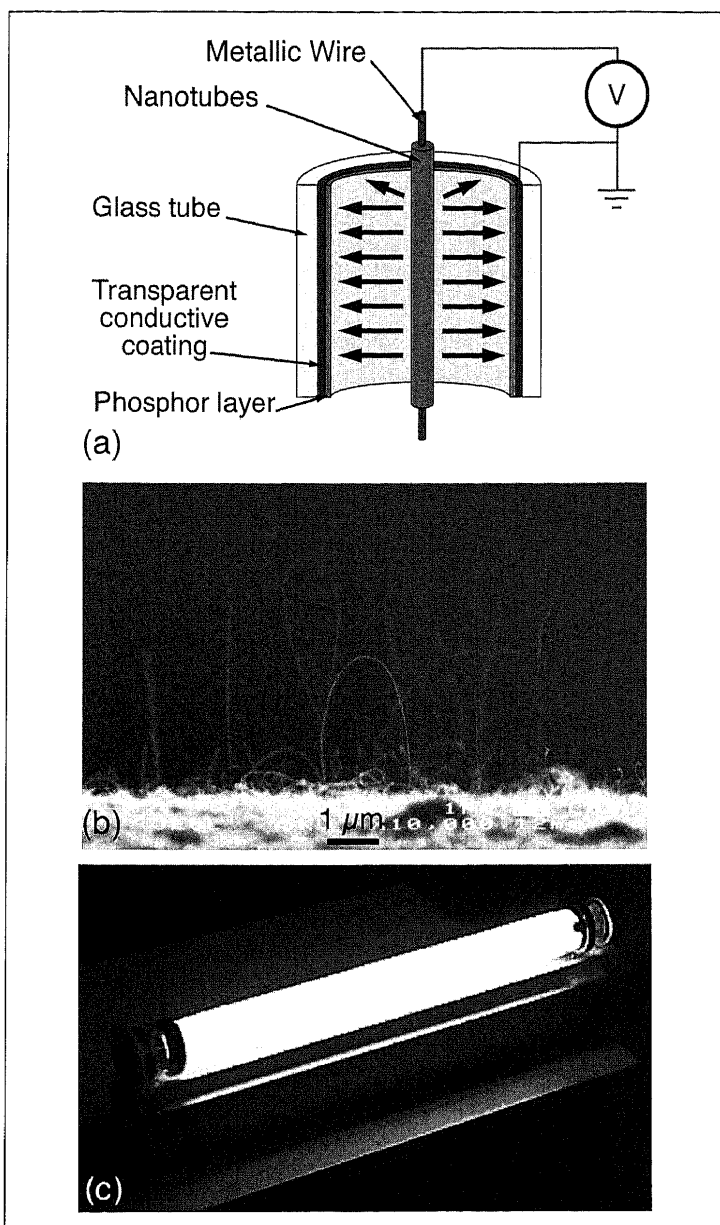 Metallic Wire
Nanotubes
V
Glass tube
Transparent
conductive
coating
Phosphor layer
(a)
(b)
1 µm
(c)